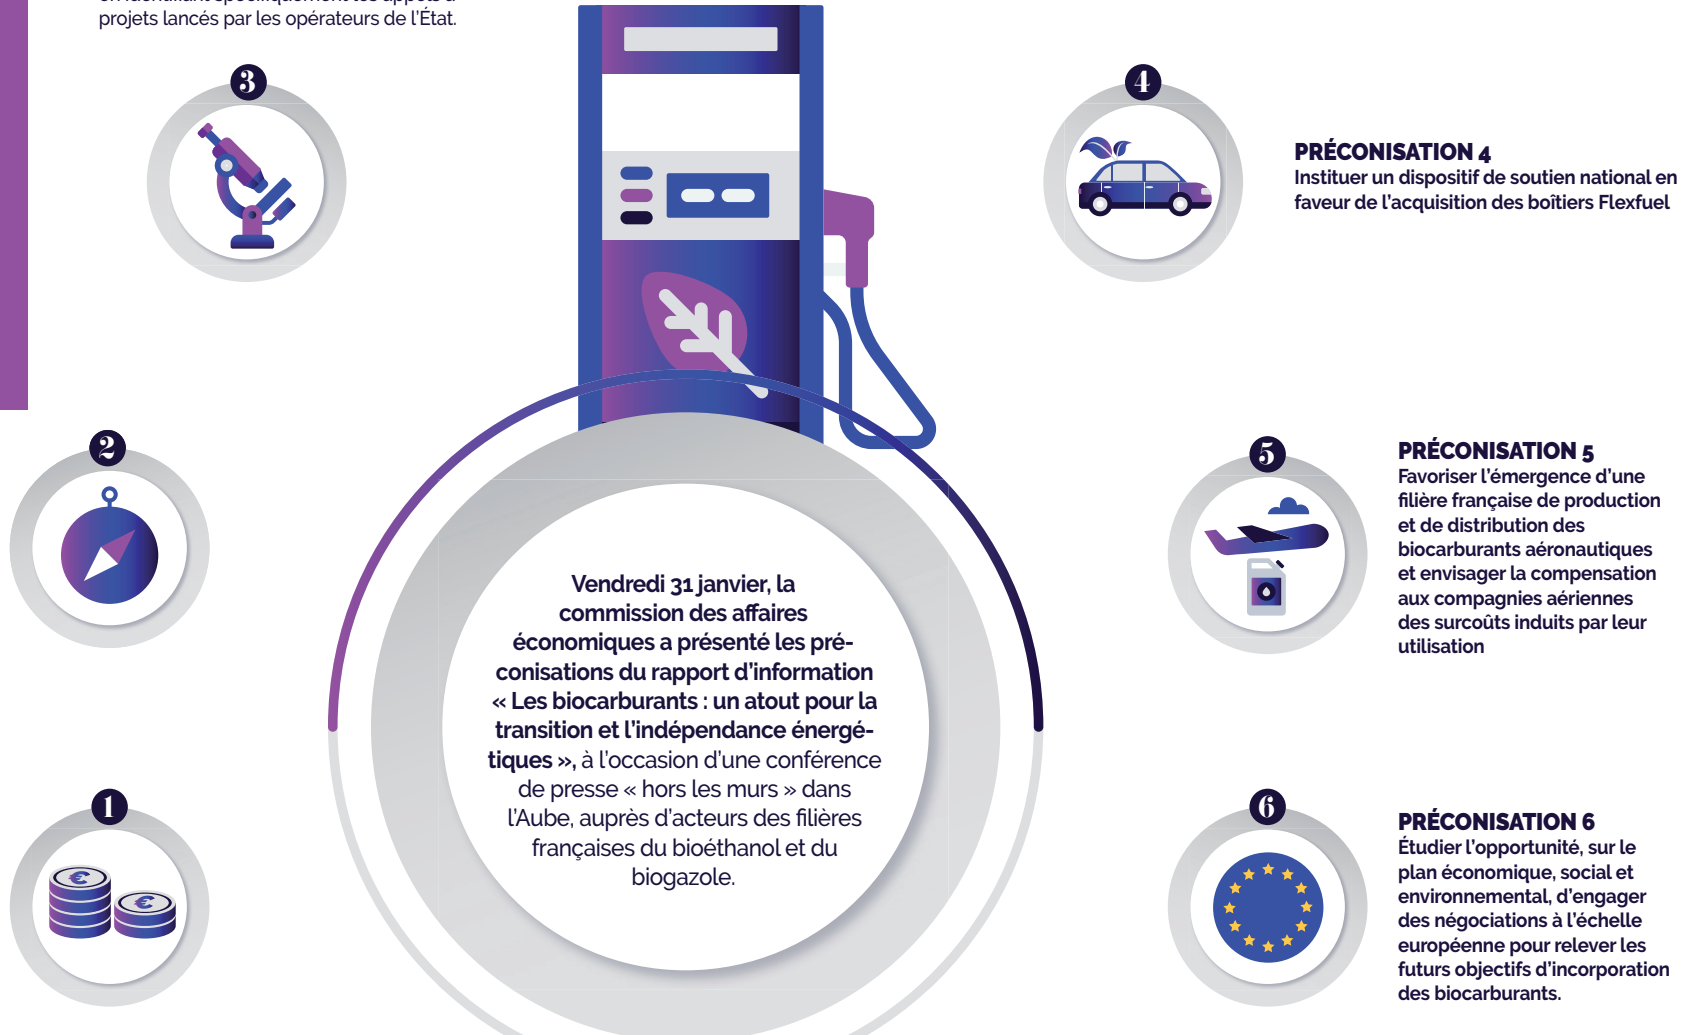 projets lancés par les opérateurs de l'État.
3
2
1
€
€
Vendredi 31 janvier, la
commission des affaires
économiques a présenté les pré-
conisations du rapport d'information
« Les biocarburants : un atout pour la
transition et l'indépendance énergé-
tiques », à l'occasion d'une conférence
de presse « hors les murs » dans
l'Aube, auprès d'acteurs des filières
françaises du bioéthanol et du
biogazole.
4
PRÉCONISATION 4
Instituer un dispositif de soutien national en
faveur de l'acquisition des boîtiers Flexfuel
5
PRÉCONISATION 5
Favoriser l'émergence d'une
filière française de production
et de distribution des
biocarburants aéronautiques
et envisager la compensation
aux compagnies aériennes
des surcoûts induits par leur
utilisation
6
PRÉCONISATION 6
Étudier l'opportunité, sur le
plan économique, social et
environnemental, d'engager
des négociations à l'échelle
européenne pour relever les
futurs objectifs d'incorporation
des biocarburants.